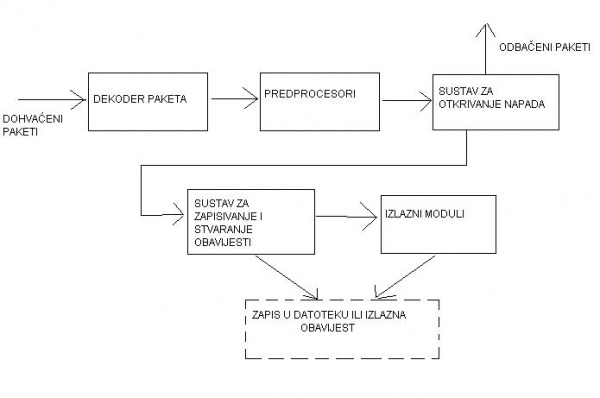 ODBAČENI PAKETI
DEKODER PAKETA
PREDPROCESORI
SUSTAV ZA
OTKRIVANJE NAPADA
DOHVAĆENI
PAKETI
SUSTAV ZA
ZAPISIVANJE I
STVARANJE
OBAVIJESTI
IZLAZNI MODULI
ZAPIS U DATOTEKU ILI IZLAZNA
OBAVIJEST